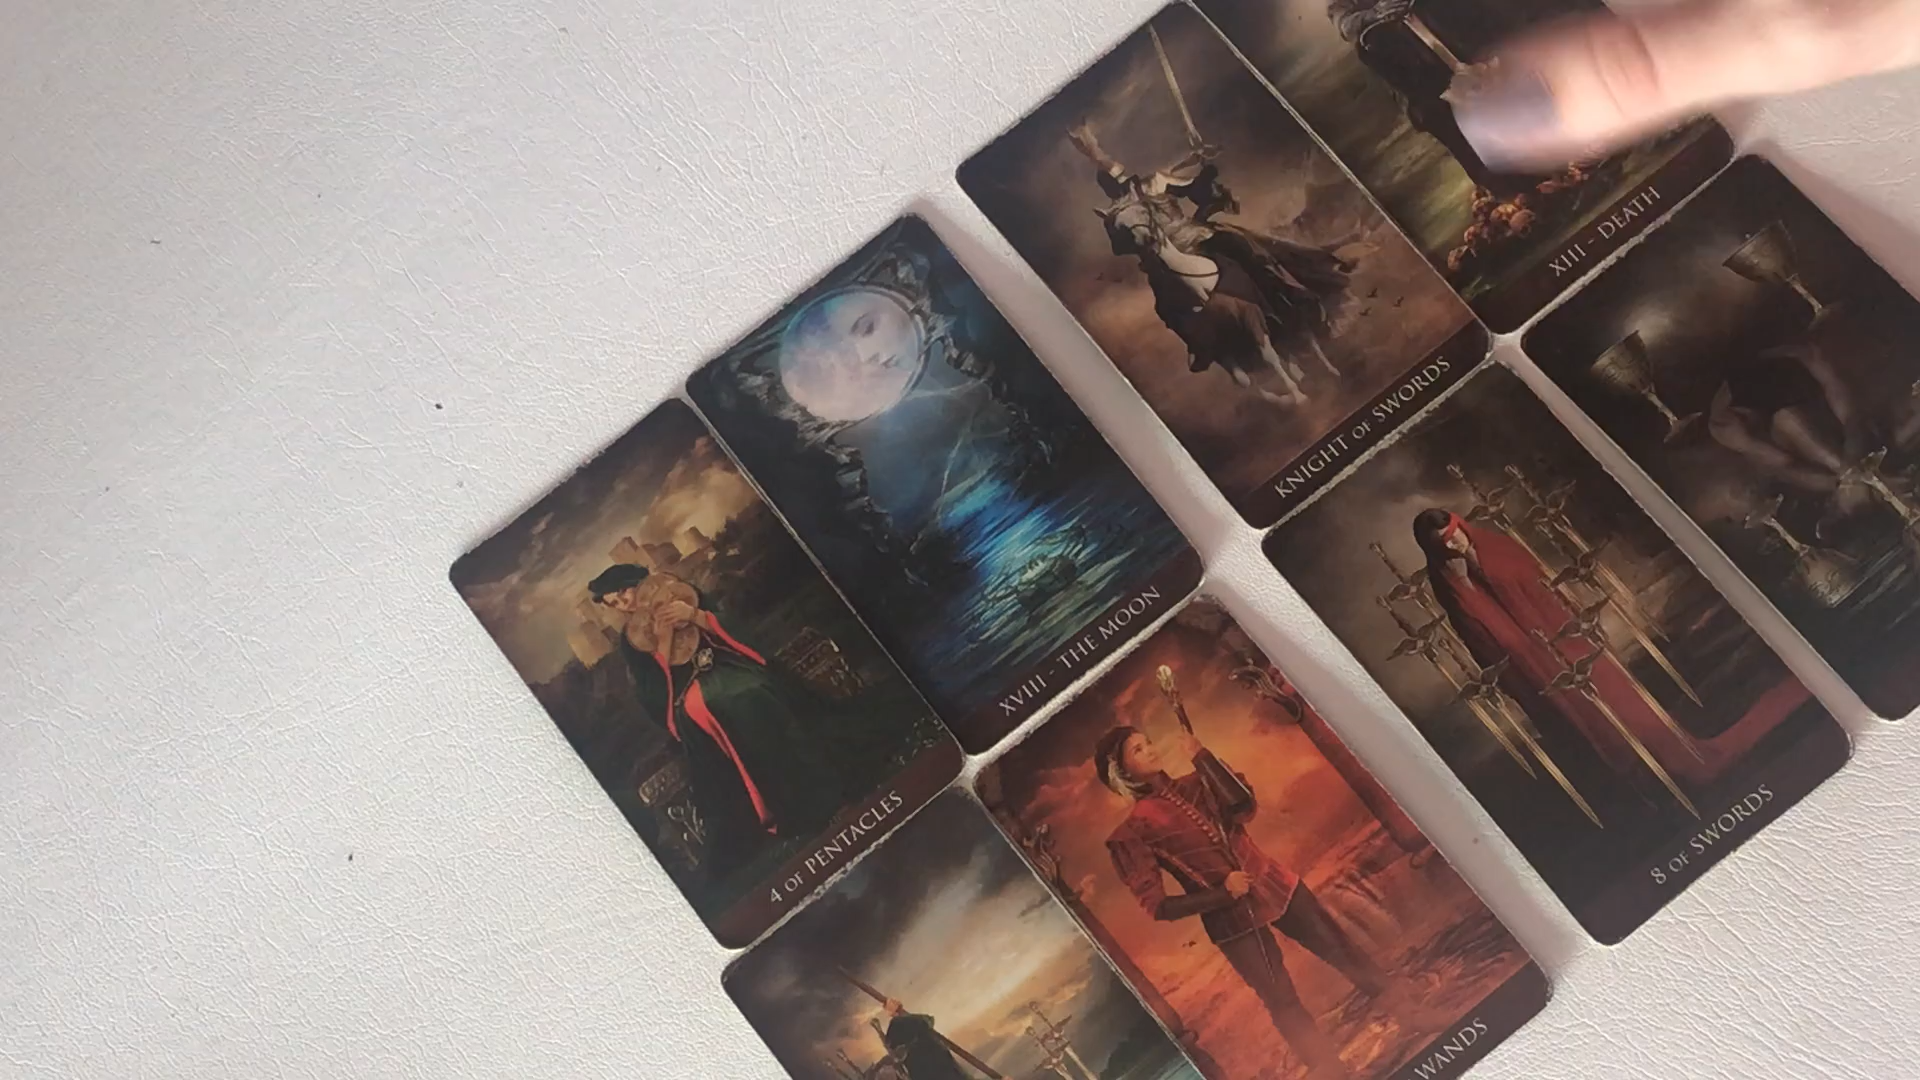 XIII - DEATH
KNIGHT OF SWORDS
XVIII - THE MOON
4 OF PENTACLES
8 OF SWORDS
WANDS